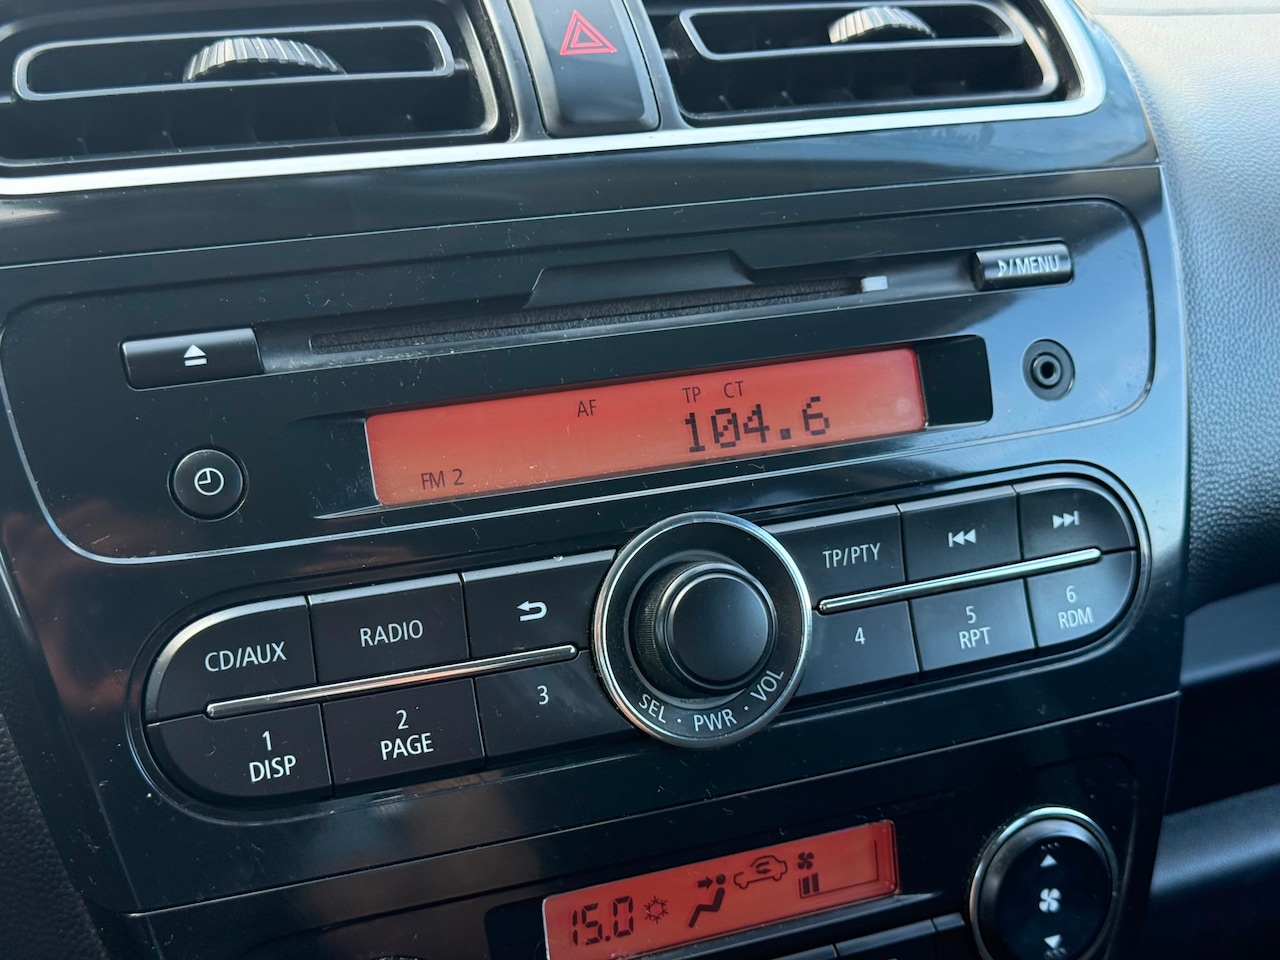 ♪/MENU
AF TP CT
104.6
FM 2
TP/PTY
CD/AUX RADIO
1
DISP
2
PAGE
3
SEL · PWR · VOL
4
5
RPT
6
RDM
15.0